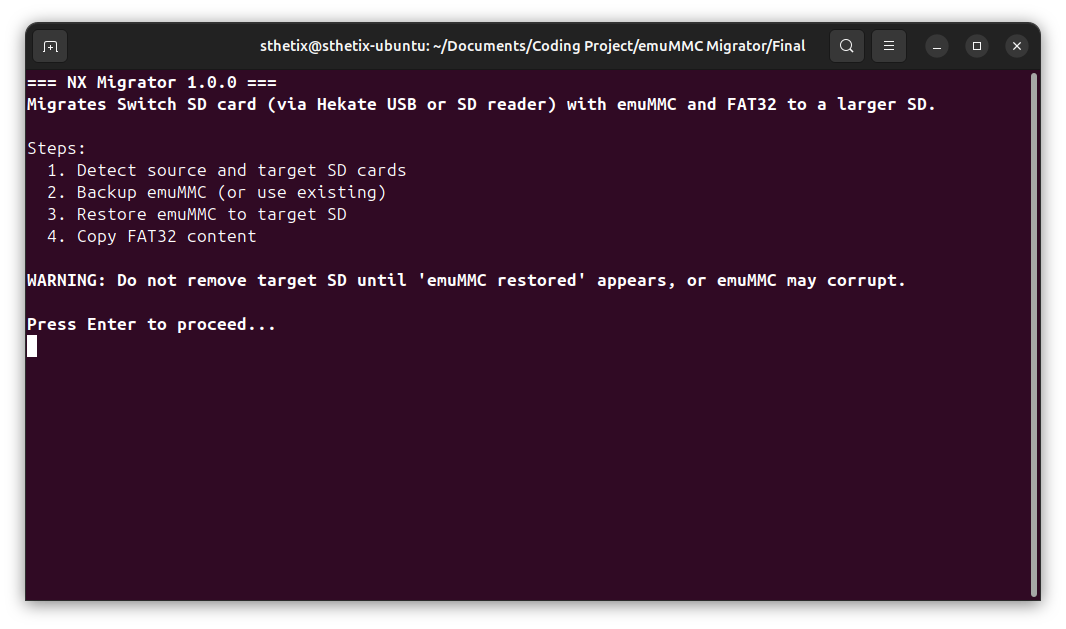 sthetix@sthetix-ubuntu: ~/Documents/Coding Project/emuMMC Migrator/Final
=== NX Migrator 1.0.0 ===
Migrates Switch SD card (via Hekate USB or SD reader) with emuMMC and FAT32 to a larger SD.
Steps:
1. Detect source and target SD cards
2. Backup emuMMC (or use existing)
3. Restore emuMMC to target SD
4. Copy FAT32 content
WARNING: Do not remove target SD until 'emuMMC restored' appears, or emuMMC may corrupt.
Press Enter to proceed...